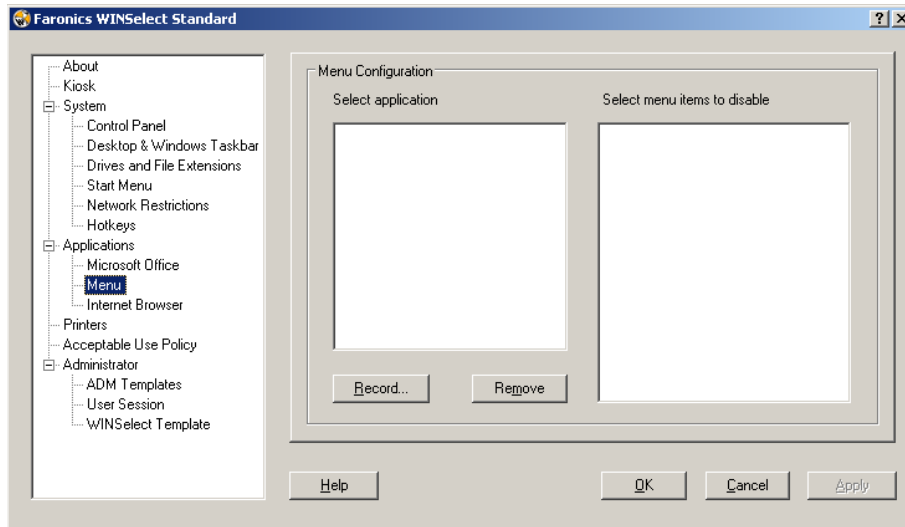 Faronics WINSelect Standard
About
Kiosk
System
Control Panel
Desktop & Windows Taskbar
Drives and File Extensions
Start Menu
Network Restrictions
Hotkeys
Applications
Microsoft Office
Menu
Internet Browser
Printers
Acceptable Use Policy
Administrator
ADM Templates
User Session
WINSelect Template
Menu Configuration
Select application
Select menu items to disable
Record...
Remove
Help
OK
Cancel
Apply